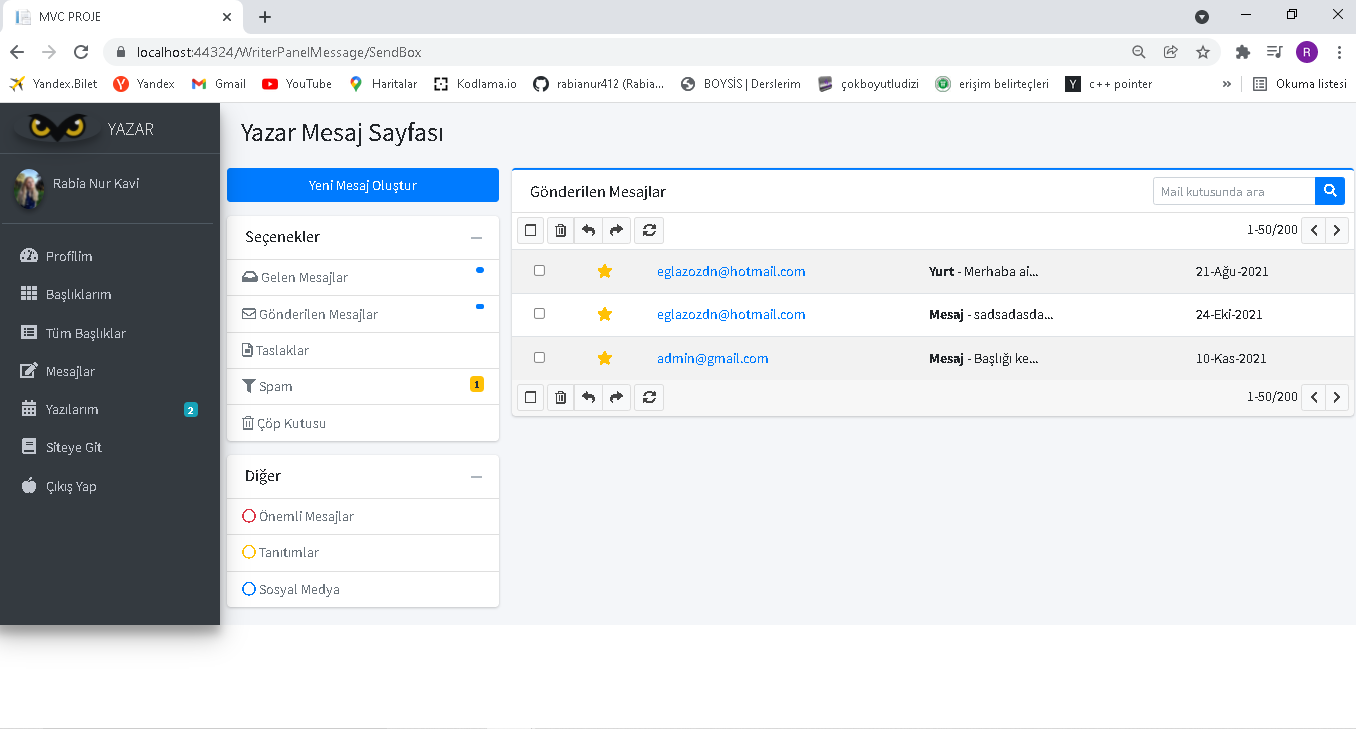 MVC PROJE
localhost:44324/WriterPanelMessage/SendBox
R
Yandex.Bilet Yandex Gmail YouTube Haritalar Kodlama.io rabianur412 (Rabia... BOYSİS | Derslerim çokboyutludizi erişim belirteçleri c++ pointer » Okuma listesi
YAZAR
Rabia Nur Kavi
Profilim
Başlıklarım
Tüm Başlıklar
Mesajlar
Yazılarım 2
Siteye Git
Çıkış Yap
Yazar Mesaj Sayfası
Yeni Mesaj Oluştur
Seçenekler
Gelen Mesajlar
Gönderilen Mesajlar
Taslaklar
Spam 1
Çöp Kutusu
Diğer
Önemli Mesajlar
Tanıtımlar
Sosyal Medya
Gönderilen Mesajlar Mail kutusunda ara
1-50/200
eglazozdn@hotmail.com Yurt - Merhaba ai... 21-Ağu-2021
eglazozdn@hotmail.com Mesaj - sadsadasda... 24-Eki-2021
admin@gmail.com Mesaj - Başlığı ke... 10-Kas-2021
1-50/200